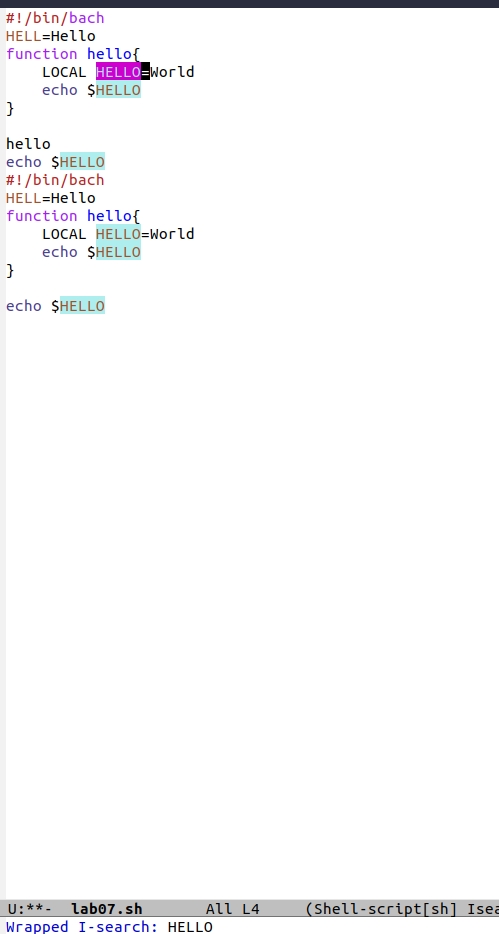 #!/bin/bach
HELL=Hello
function hello{
    LOCAL HELLO=World
    echo $HELLO
}

hello
echo $HELLO
#!/bin/bach
HELL=Hello
function hello{
    LOCAL HELLO=World
    echo $HELLO
}

echo $HELLO
U:**-  lab07.sh       All L4     (Shell-script[sh] Isea
Wrapped I-search: HELLO